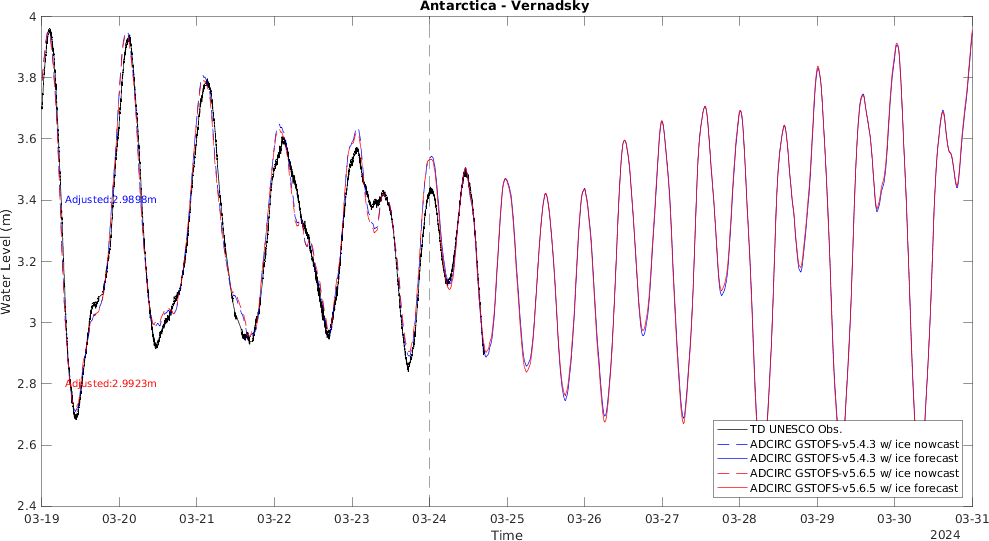 Antarctica - Vernadsky
4
3.8
3.6
3.4
3.2
3
2.8
2.6
2.4
Water Level (m)
Adjusted:2.9898m
Adjusted:2.9923m
TD UNESCO Obs.
ADCIRC GSTOFS-v5.4.3 w/ ice nowcast
ADCIRC GSTOFS-v5.4.3 w/ ice forecast
ADCIRC GSTOFS-v5.6.5 w/ ice nowcast
ADCIRC GSTOFS-v5.6.5 w/ ice forecast
03-19 03-20 03-21 03-22 03-23 03-24 03-25 03-26 03-27 03-28 03-29 03-30 03-31
Time
2024